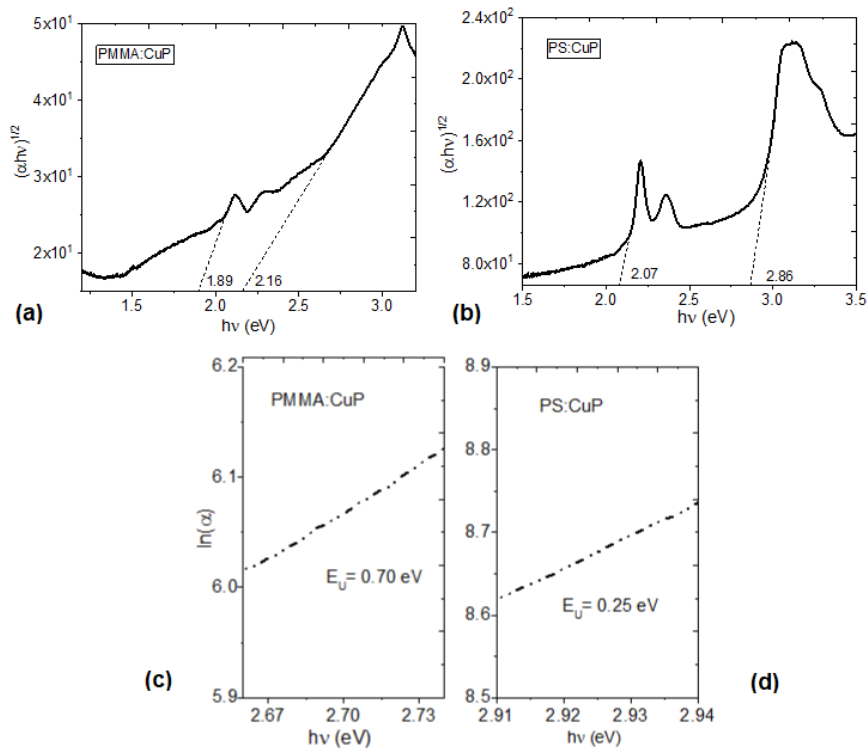 5x10¹
4x10¹
3x10¹
2x10¹
(αhν)^1/2
PMMA:CuP
1.89
2.16
1.5 2.0 2.5 3.0
hν (eV)
(a)
2.4x10²
2.0x10²
1.6x10²
1.2x10²
8.0x10¹
(αhν)^1/2
PS:CuP
2.07
2.86
1.5 2.0 2.5 3.0 3.5
hν (eV)
(b)
6.2
6.1
6.0
5.9
ln(α)
PMMA:CuP
E_U= 0.70 eV
2.67 2.70 2.73
hν (eV)
(c)
8.9
8.8
8.7
8.6
8.5
PS:CuP
E_U= 0.25 eV
2.91 2.92 2.93 2.94
hν (eV)
(d)